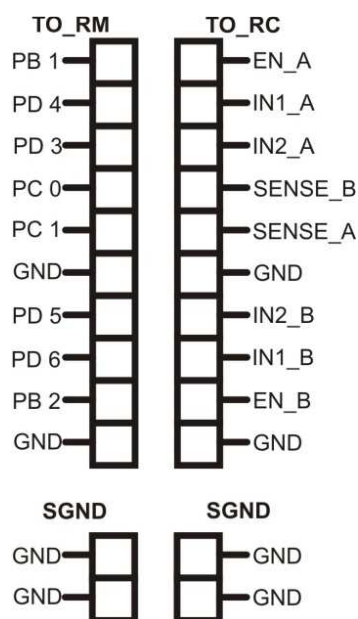 TO_RM TO_RC
PB 1 EN_A
PD 4 IN1_A
PD 3 IN2_A
PC 0 SENSE_B
PC 1 SENSE_A
GND GND
PD 5 IN2_B
PD 6 IN1_B
PB 2 EN_B
GND GND
SGND SGND
GND GND
GND GND